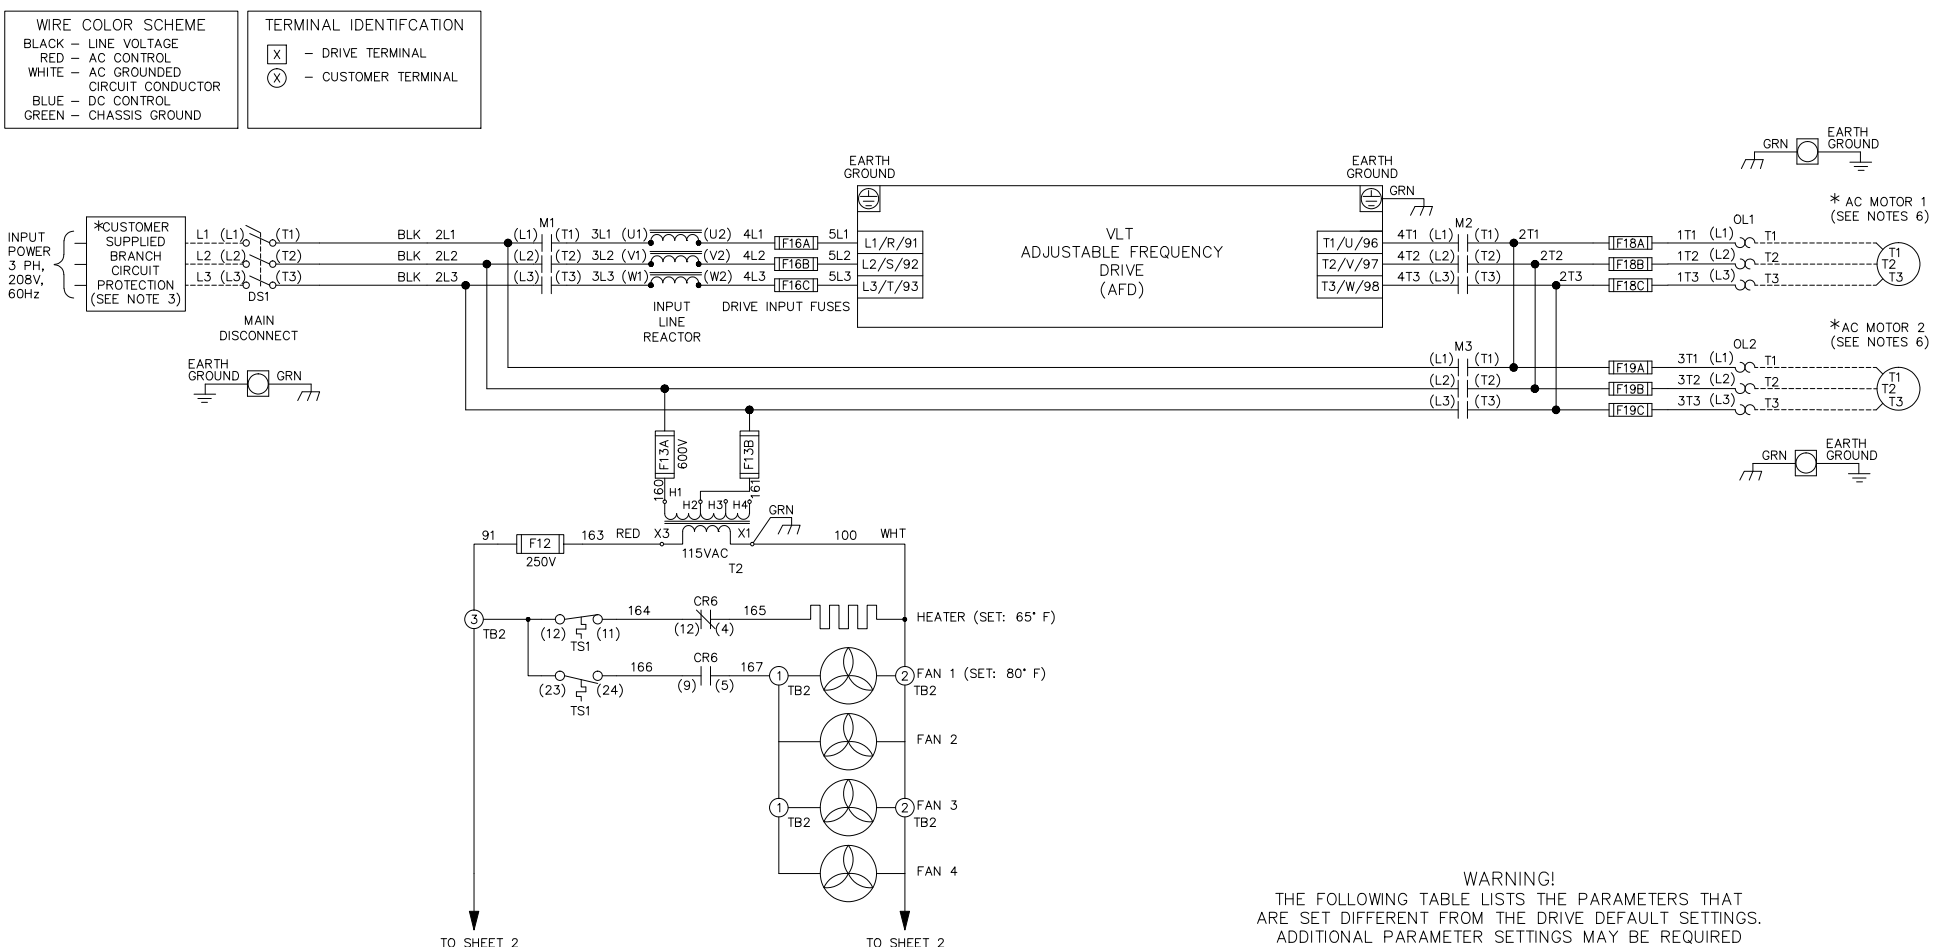 WIRE COLOR SCHEME
BLACK – LINE VOLTAGE
RED – AC CONTROL
WHITE – AC GROUNDED
CIRCUIT CONDUCTOR
BLUE – DC CONTROL
GREEN – CHASSIS GROUND
TERMINAL IDENTIFCATION
X – DRIVE TERMINAL
X – CUSTOMER TERMINAL
INPUT
POWER
3 PH,
208V,
60Hz
*CUSTOMER
SUPPLIED
BRANCH
CIRCUIT
PROTECTION
(SEE NOTE 3)
L1 (L1) (T1) BLK 2L1 (L1) M1 (T1) 3L1 (U1) (U2) 4L1 F16A 5L1 L1/R/91
L2 (L2) (T2) BLK 2L2 (L2) (T2) 3L2 (V1) (V2) 4L2 F16B 5L2 L2/S/92
L3 (L3) (T3) BLK 2L3 (L3) (T3) 3L3 (W1) (W2) 4L3 F16C 5L3 L3/T/93
DS1
MAIN
DISCONNECT
INPUT
LINE
REACTOR
DRIVE INPUT FUSES
EARTH
GROUND
GRN
EARTH
GROUND
VLT
ADJUSTABLE FREQUENCY
DRIVE
(AFD)
EARTH
GROUND
GRN
T1/U/96 4T1 (L1) M2 (T1) 2T1 F18A 1T1 (L1) OL1 T1
T2/V/97 4T2 (L2) (T2) 2T2 F18B 1T2 (L2) T2
T3/W/98 4T3 (L3) (T3) 2T3 F18C 1T3 (L3) T3
GRN
EARTH
GROUND
* AC MOTOR 1
(SEE NOTES 6)
T1
T2
T3
*AC MOTOR 2
(SEE NOTES 6)
M3
(L1) (T1) F19A 3T1 (L1) OL2 T1
(L2) (T2) F19B 3T2 (L2) T2
(L3) (T3) F19C 3T3 (L3) T3
T1
T2
T3
GRN
EARTH
GROUND
F13A
600V
F13B
160
161
H1
H2 H3 H4
GRN
91 F12 163 RED X3 X1 100 WHT
250V
115VAC
T2
3
TB2
(12) (11)
TS1
164
CR6
(12) (4)
165
HEATER (SET: 65° F)
(23) (24)
TS1
166
CR6
(9) (5)
167
1
TB2
2
TB2
FAN 1 (SET: 80° F)
FAN 2
1
TB2
2
TB2
FAN 3
FAN 4
TO SHEET 2
TO SHEET 2
WARNING!
THE FOLLOWING TABLE LISTS THE PARAMETERS THAT
ARE SET DIFFERENT FROM THE DRIVE DEFAULT SETTINGS.
ADDITIONAL PARAMETER SETTINGS MAY BE REQUIRED